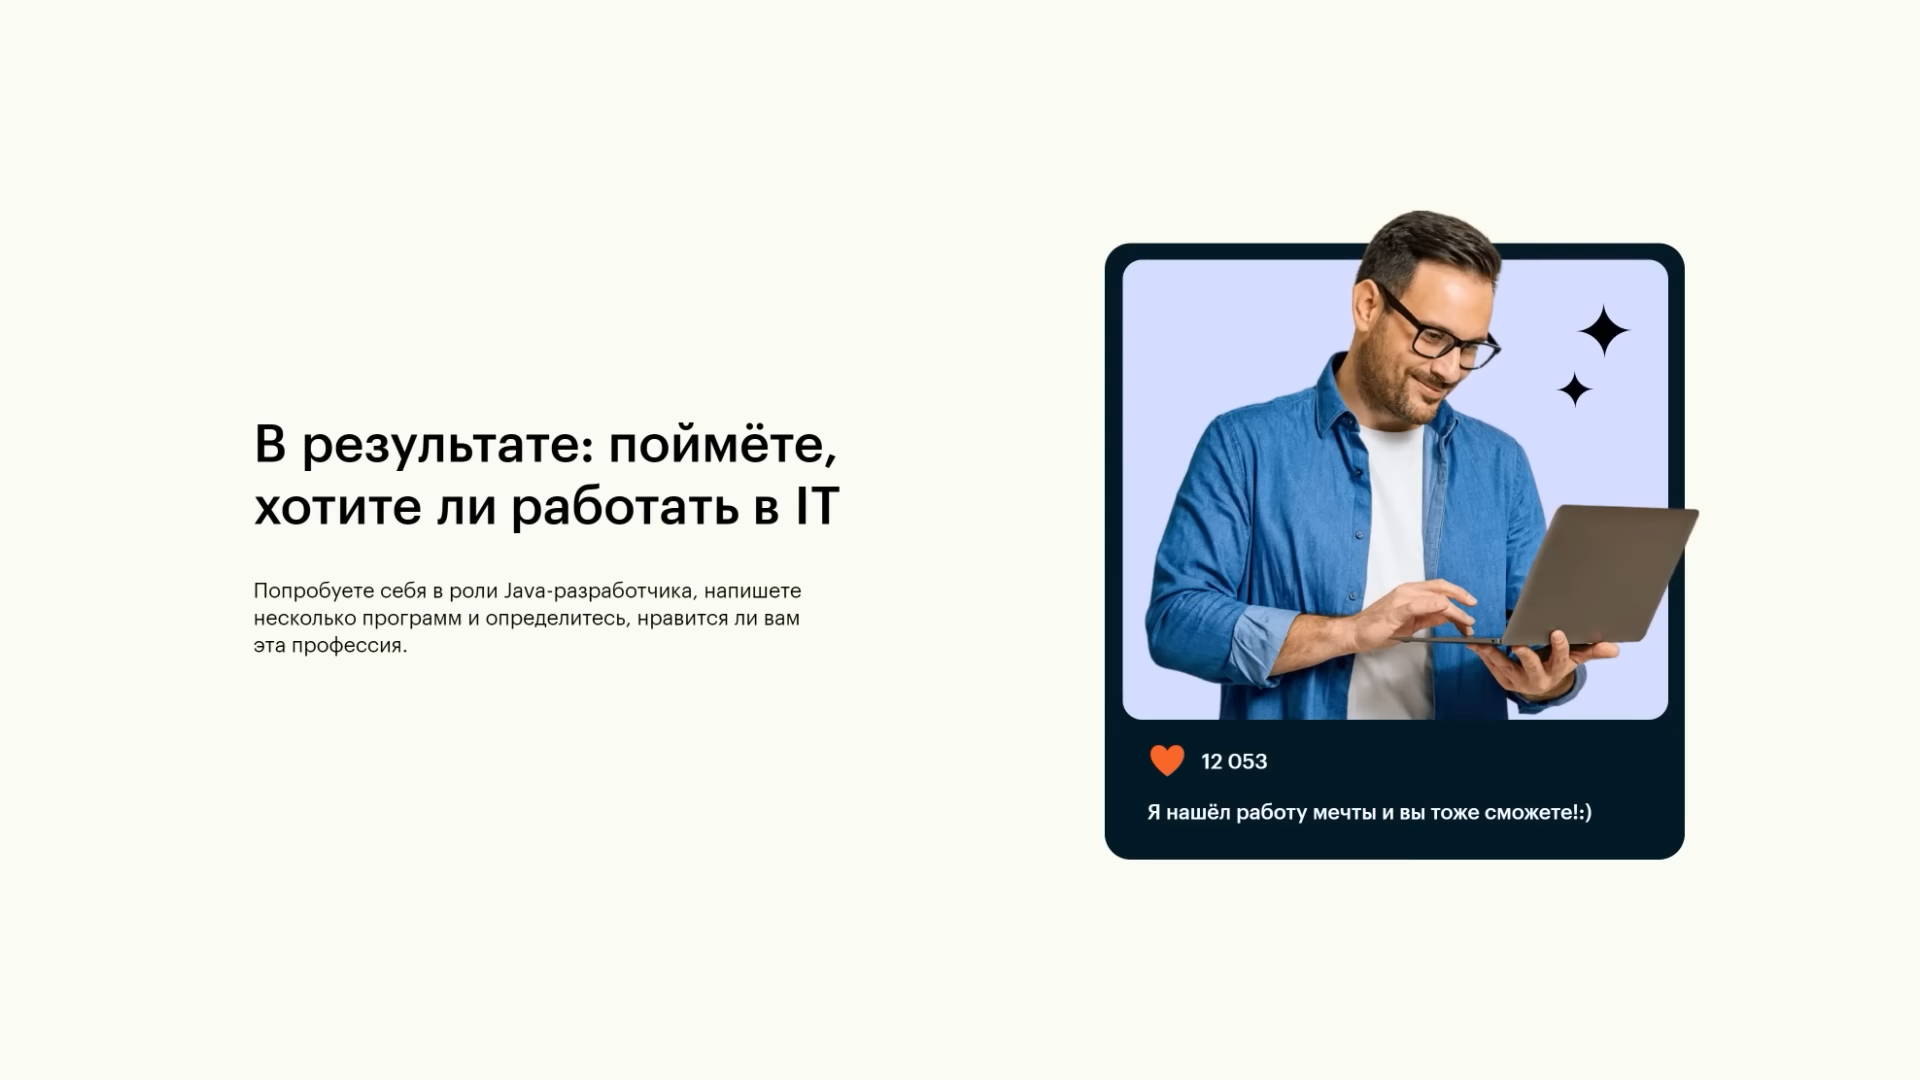 В результате: поймёте,
хотите ли работать в IT
Попробуете себя в роли Java-разработчика, напишете
несколько программ и определитесь, нравится ли вам
эта профессия.
12 053
Я нашёл работу мечты и вы тоже сможете!:)